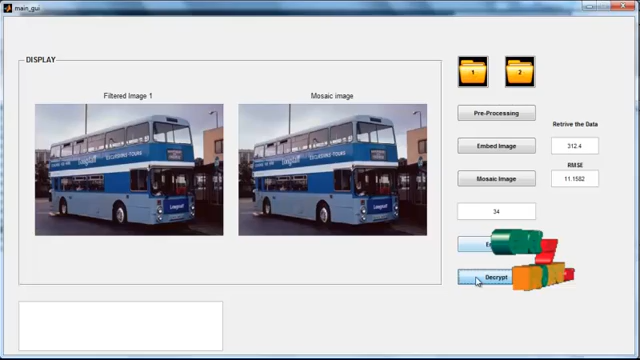 main_gui
DISPLAY
Filtered Image 1
Mosaic image
1
2
Pre-Processing
Embed Image
Mosaic Image
Retrive the Data
312.4
RMSE
11.1582
34
Decrypt